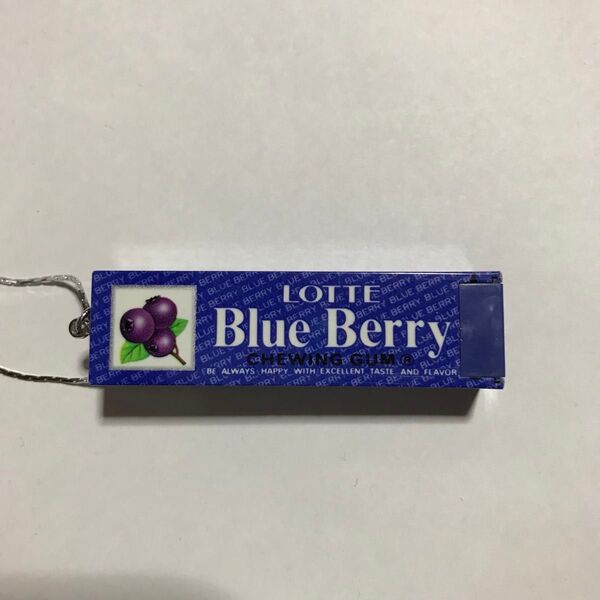 LOTTE
Blue Berry
CHEWING GUM ®
BE ALWAYS HAPPY WITH EXCELLENT TASTE AND FLAVOR